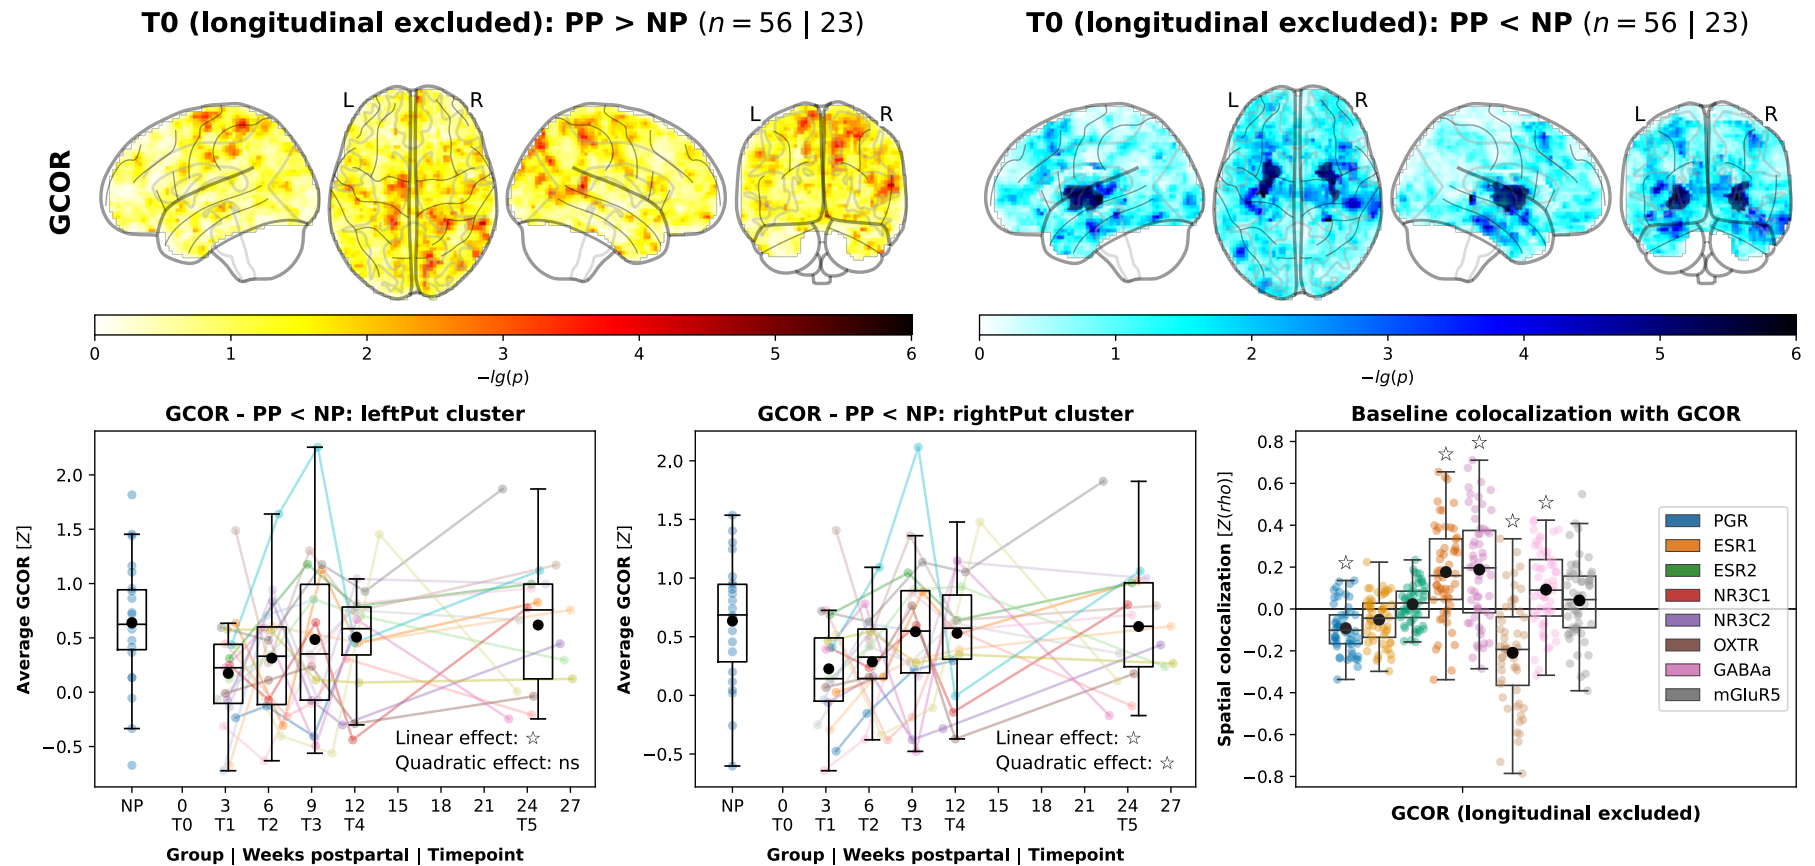 T0 (longitudinal excluded): PP > NP (n = 56 | 23)
T0 (longitudinal excluded): PP < NP (n = 56 | 23)
GCOR
L R L R
L R L R
0 1 2 3 4 5 6
−lg(p)
0 1 2 3 4 5 6
−lg(p)
GCOR - PP < NP: leftPut cluster
Average GCOR [Z]
2.0
1.5
1.0
0.5
0.0
−0.5
Linear effect: ☆
Quadratic effect: ns
NP 0 3 6 9 12 15 18 21 24 27
T0 T1 T2 T3 T4 T5
Group | Weeks postpartal | Timepoint
GCOR - PP < NP: rightPut cluster
Average GCOR [Z]
2.0
1.5
1.0
0.5
0.0
−0.5
Linear effect: ☆
Quadratic effect: ☆
NP 0 3 6 9 12 15 18 21 24 27
T0 T1 T2 T3 T4 T5
Group | Weeks postpartal | Timepoint
Baseline colocalization with GCOR
Spatial colocalization [Z(rho)]
0.8
0.6
0.4
0.2
0.0
−0.2
−0.4
−0.6
−0.8
☆ ☆ ☆ ☆ ☆
PGR
ESR1
ESR2
NR3C1
NR3C2
OXTR
GABAa
mGluR5
GCOR (longitudinal excluded)